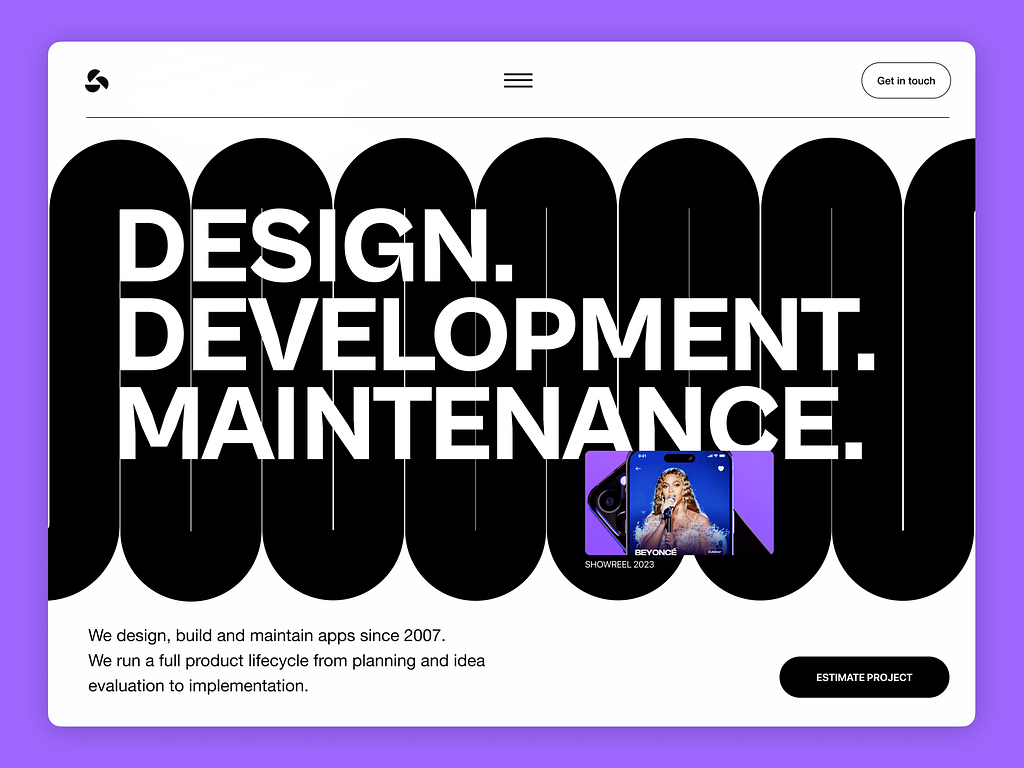 Get in touch
DESIGN.
DEVELOPMENT.
MAINTENANCE.
9:41
BEYONCÉ
Outdoor
SHOWREEL 2023
We design, build and maintain apps since 2007.
We run a full product lifecycle from planning and idea
evaluation to implementation.
ESTIMATE PROJECT